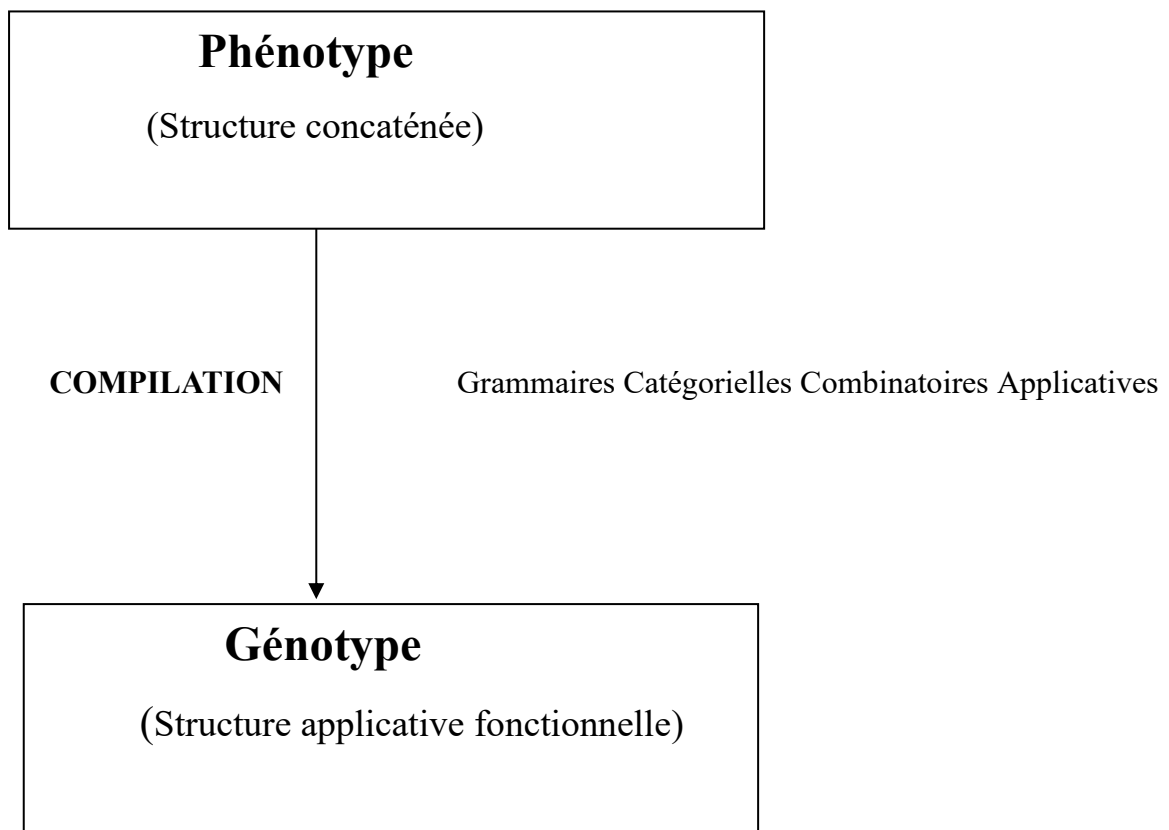 Phénotype
(Structure concaténée)
COMPILATION
Grammaires Catégorielles Combinatoires Applicatives
Génotype
(Structure applicative fonctionnelle)